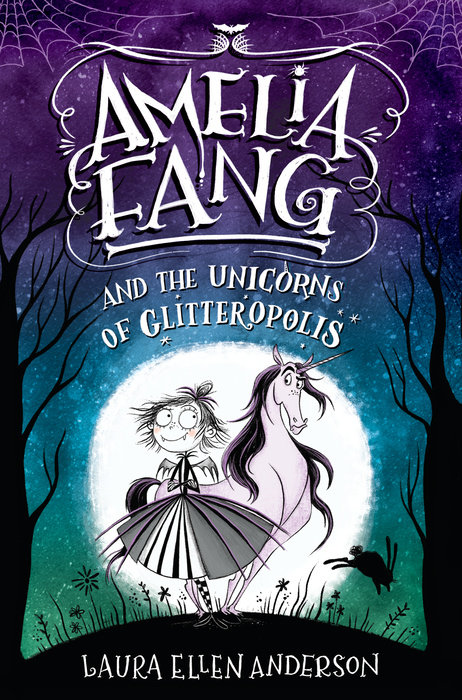 AMELIA
FANG
AND THE UNICORNS
OF GLITTEROPOLIS
LAURA ELLEN ANDERSON